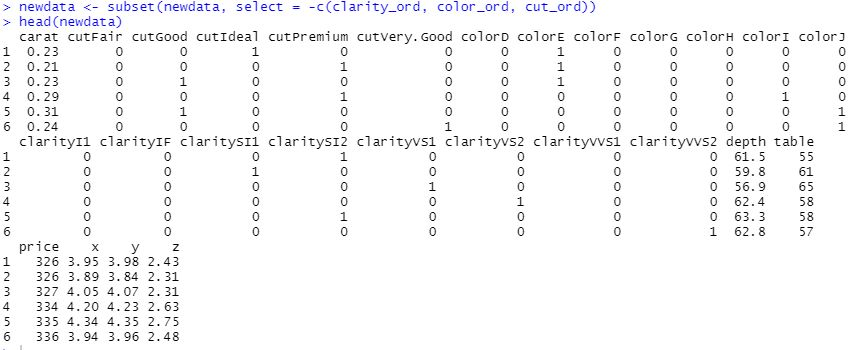 > newdata <- subset(newdata, select = -c(clarity_ord, color_ord, cut_ord))
> head(newdata)
  carat cutFair cutGood cutIdeal cutPremium cutVery.Good colorD colorE colorF colorG colorH colorI colorJ
1  0.23       0       0        1          0            0      0      1      0      0      0      0      0
2  0.21       0       0        0          1            0      0      1      0      0      0      0      0
3  0.23       0       1        0          0            0      0      1      0      0      0      0      0
4  0.29       0       0        0          1            0      0      0      0      0      0      1      0
5  0.31       0       1        0          0            0      0      0      0      0      0      0      1
6  0.24       0       0        0          0            1      0      0      0      0      0      0      1
  clarityI1 clarityIF claritySI1 claritySI2 clarityVS1 clarityVS2 clarityVVS1 clarityVVS2 depth table
1         0         0          0          1          0          0           0           0  61.5    55
2         0         0          1          0          0          0           0           0  59.8    61
3         0         0          0          0          1          0           0           0  56.9    65
4         0         0          0          0          0          1           0           0  62.4    58
5         0         0          0          1          0          0           0           0  63.3    58
6         0         0          0          0          0          0           0           1  62.8    57
  price    x    y    z
1   326 3.95 3.98 2.43
2   326 3.89 3.84 2.31
3   327 4.05 4.07 2.31
4   334 4.20 4.23 2.63
5   335 4.34 4.35 2.75
6   336 3.94 3.96 2.48